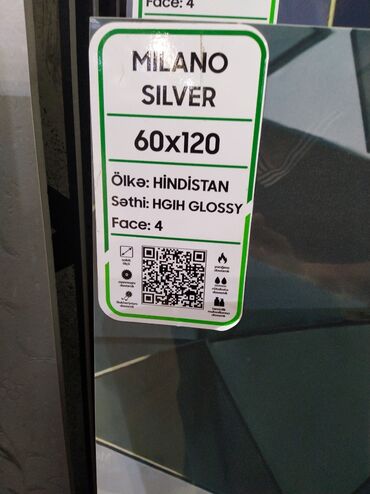 Face: 4
MILANO
SILVER
60x120
Ölkə: HİNDİSTAN
Səthi: HGIH GLOSSY
Face: 4